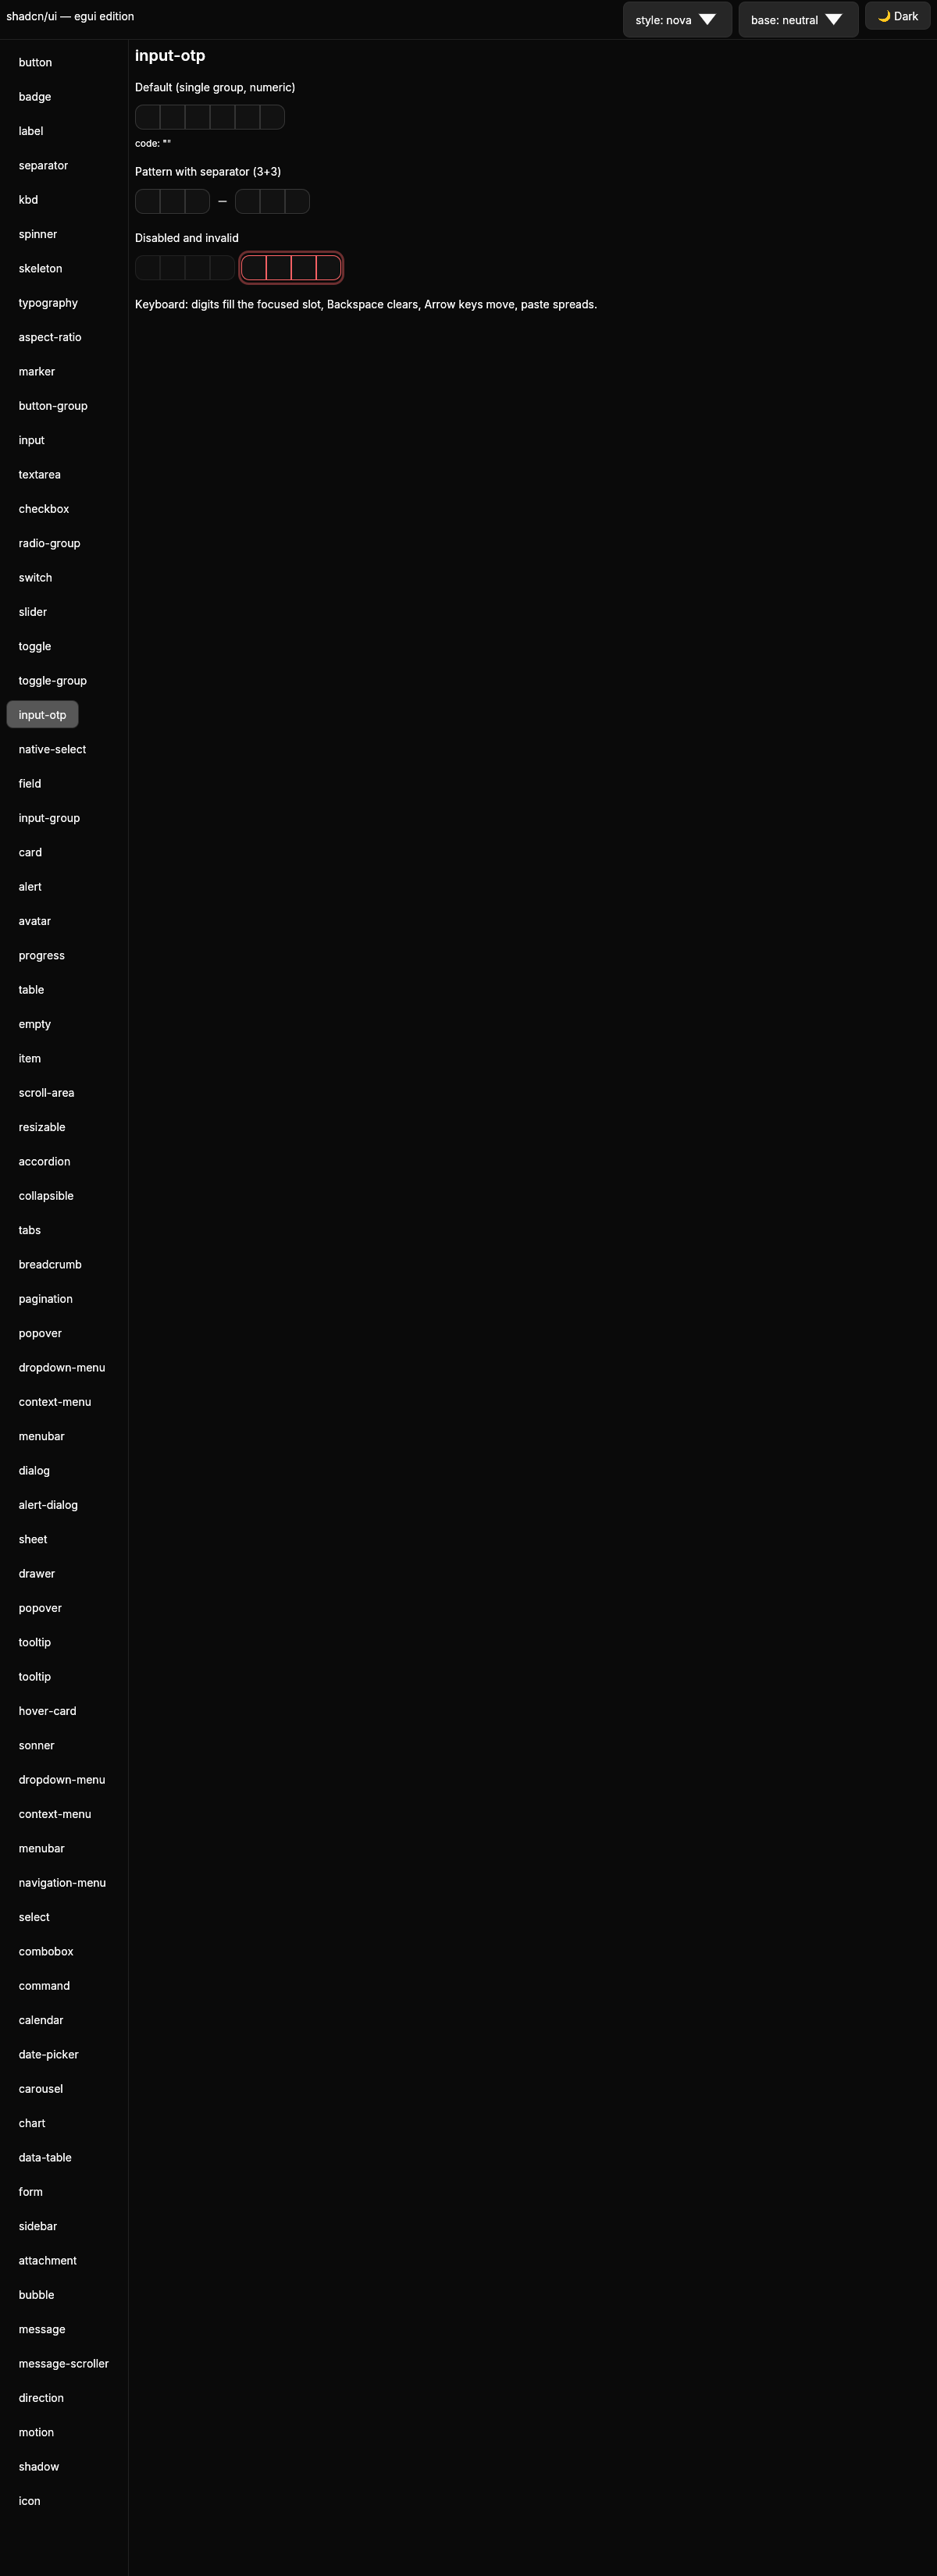 shadcn/ui — egui edition
style: nova
base: neutral
🌙 Dark
button
badge
label
separator
kbd
spinner
skeleton
typography
aspect-ratio
marker
button-group
input
textarea
checkbox
radio-group
switch
slider
toggle
toggle-group
input-otp
native-select
field
input-group
card
alert
avatar
progress
table
empty
item
scroll-area
resizable
accordion
collapsible
tabs
breadcrumb
pagination
popover
dropdown-menu
context-menu
menubar
dialog
alert-dialog
sheet
drawer
popover
tooltip
tooltip
hover-card
sonner
dropdown-menu
context-menu
menubar
navigation-menu
select
combobox
command
calendar
date-picker
carousel
chart
data-table
form
sidebar
attachment
bubble
message
message-scroller
direction
motion
shadow
icon
input-otp
Default (single group, numeric)
code: ""
Pattern with separator (3+3)
–
Disabled and invalid
Keyboard: digits fill the focused slot, Backspace clears, Arrow keys move, paste spreads.